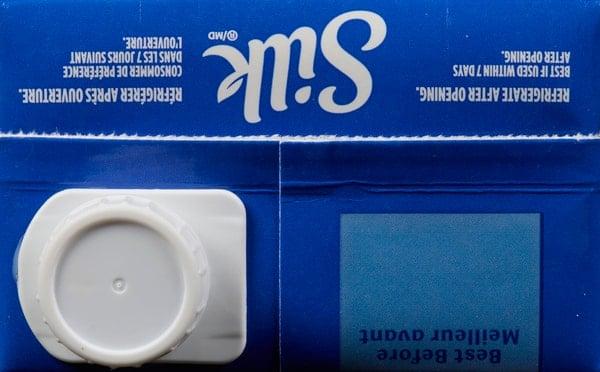 Best Before
Meilleur avant
REFRIGERATE AFTER OPENING.
BEST IF USED WITHIN 7 DAYS
AFTER OPENING.
Silk
®/MD
RÉFRIGÉRER APRÈS OUVERTURE.
CONSOMMER DE PRÉFÉRENCE
DANS LES 7 JOURS SUIVANT
L'OUVERTURE.